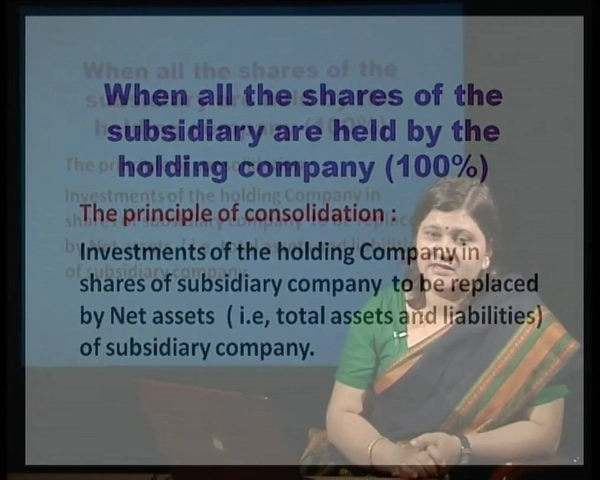 When all the shares of the
subsidiary are held by the
holding company (100%)
The principle of consolidation :
Investments of the holding Company in
shares of subsidiary company  to be replaced
by Net assets  ( i.e, total assets and liabilities)
of subsidiary company.